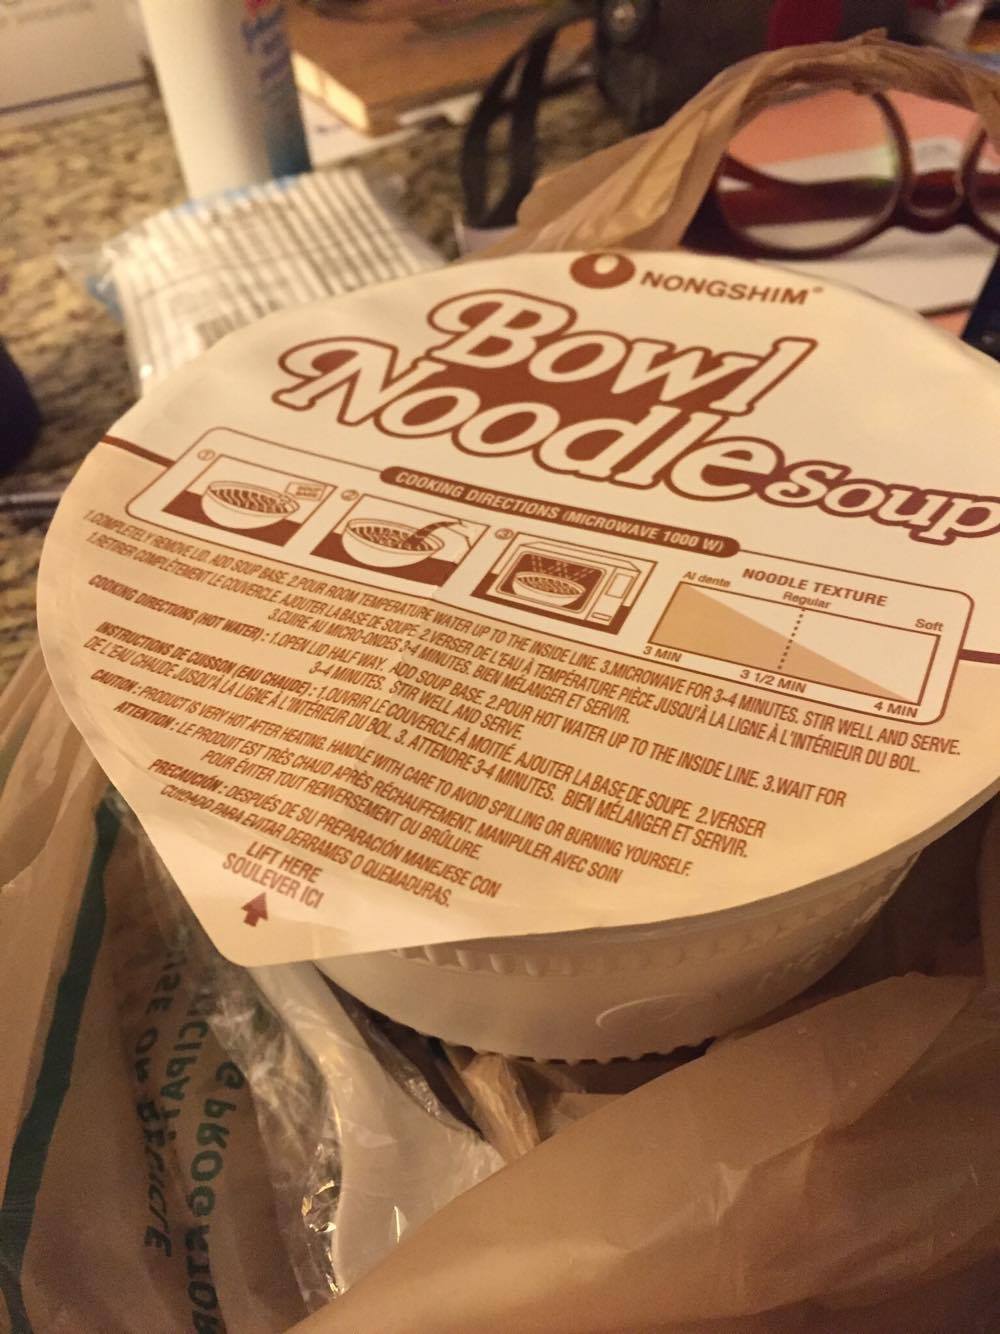 NONGSHIM®
Bowl
Noodle soup
COOKING DIRECTIONS (MICROWAVE 1000 W)
①
②
③
NOODLE TEXTURE
Al dente
Regular
Soft
3 MIN
3 1/2 MIN
4 MIN
1.COMPLETELY REMOVE LID. ADD SOUP BASE. 2.POUR ROOM TEMPERATURE WATER UP TO THE INSIDE LINE. 3.MICROWAVE FOR 3-4 MINUTES. STIR WELL AND SERVE.
1.RETIRER COMPLÈTEMENT LE COUVERCLE. AJOUTER LA BASE DE SOUPE. 2.VERSER DE L'EAU À TEMPÉRATURE PIÈCE JUSQU'À LA LIGNE À L'INTÉRIEUR DU BOL.
3.CUIRE AU MICRO-ONDES 3-4 MINUTES. BIEN MÉLANGER ET SERVIR.
COOKING DIRECTIONS (HOT WATER) : 1.OPEN LID HALF WAY. ADD SOUP BASE. 2.POUR HOT WATER UP TO THE INSIDE LINE. 3.WAIT FOR
3-4 MINUTES. STIR WELL AND SERVE.
INSTRUCTIONS DE CUISSON (EAU CHAUDE) : 1.OUVRIR LE COUVERCLE À MOITIÉ. AJOUTER LA BASE DE SOUPE. 2.VERSER
DE L'EAU CHAUDE JUSQU'À LA LIGNE À L'INTÉRIEUR DU BOL. 3. ATTENDRE 3-4 MINUTES. BIEN MÉLANGER ET SERVIR.
CAUTION : PRODUCT IS VERY HOT AFTER HEATING. HANDLE WITH CARE TO AVOID SPILLING OR BURNING YOURSELF.
ATTENTION : LE PRODUIT EST TRÈS CHAUD APRÈS RÉCHAUFFEMENT. MANIPULER AVEC SOIN
POUR ÉVITER TOUT RENVERSEMENT OU BRÛLURE.
PRECAUCIÓN : DESPUÉS DE SU PREPARACIÓN MANEJESE CON
CUIDADO PARA EVITAR DERRAMES O QUEMADURAS.
LIFT HERE
SOULEVER ICI
G PROG
CIPAT
SE OR RECYCLE